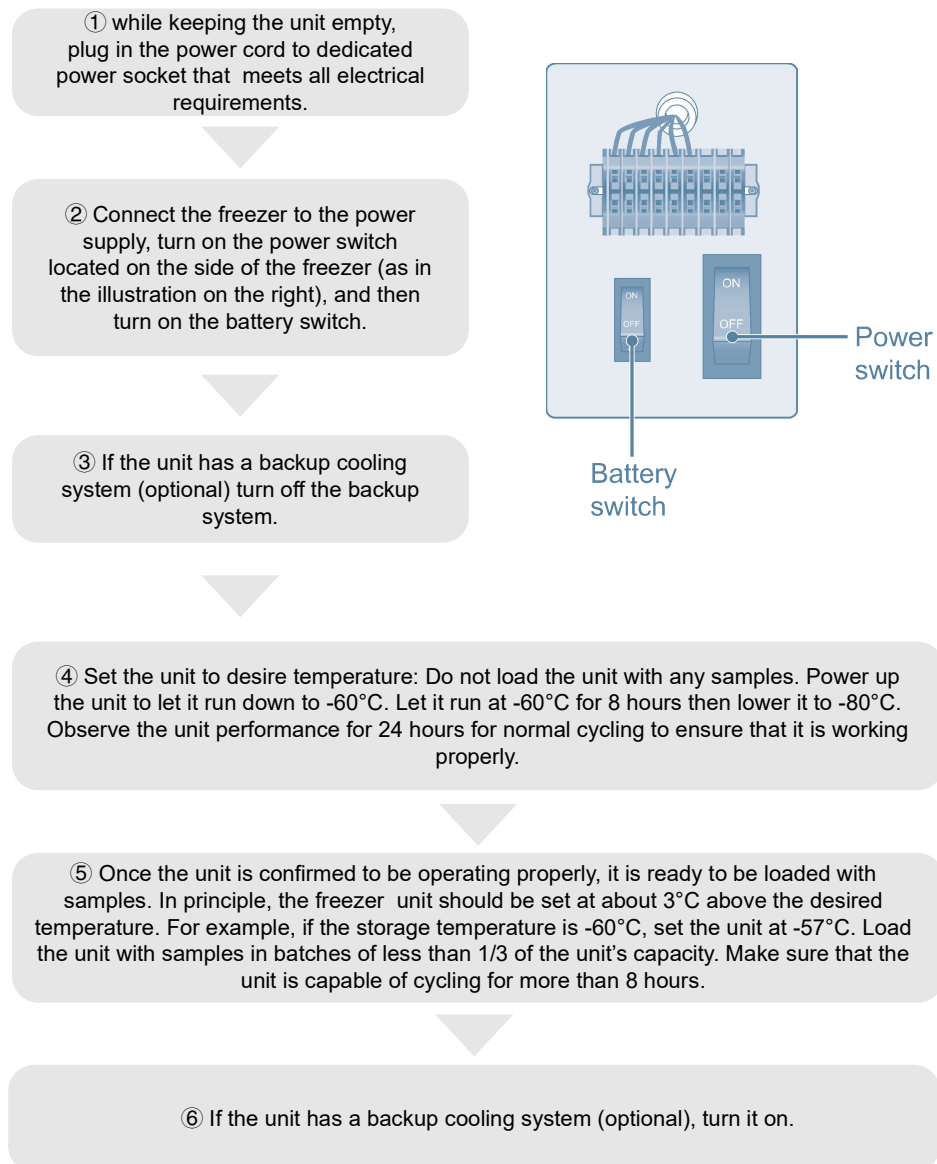 ① while keeping the unit empty,
plug in the power cord to dedicated
power socket that meets all electrical
requirements.
② Connect the freezer to the power
supply, turn on the power switch
located on the side of the freezer (as in
the illustration on the right), and then
turn on the battery switch.
ON
OFF
ON
OFF
Power
switch
Battery
switch
③ If the unit has a backup cooling
system (optional) turn off the backup
system.
④ Set the unit to desire temperature: Do not load the unit with any samples. Power up
the unit to let it run down to -60°C. Let it run at -60°C for 8 hours then lower it to -80°C.
Observe the unit performance for 24 hours for normal cycling to ensure that it is working
properly.
⑤ Once the unit is confirmed to be operating properly, it is ready to be loaded with
samples. In principle, the freezer unit should be set at about 3°C above the desired
temperature. For example, if the storage temperature is -60°C, set the unit at -57°C. Load
the unit with samples in batches of less than 1/3 of the unit’s capacity. Make sure that the
unit is capable of cycling for more than 8 hours.
⑥ If the unit has a backup cooling system (optional), turn it on.